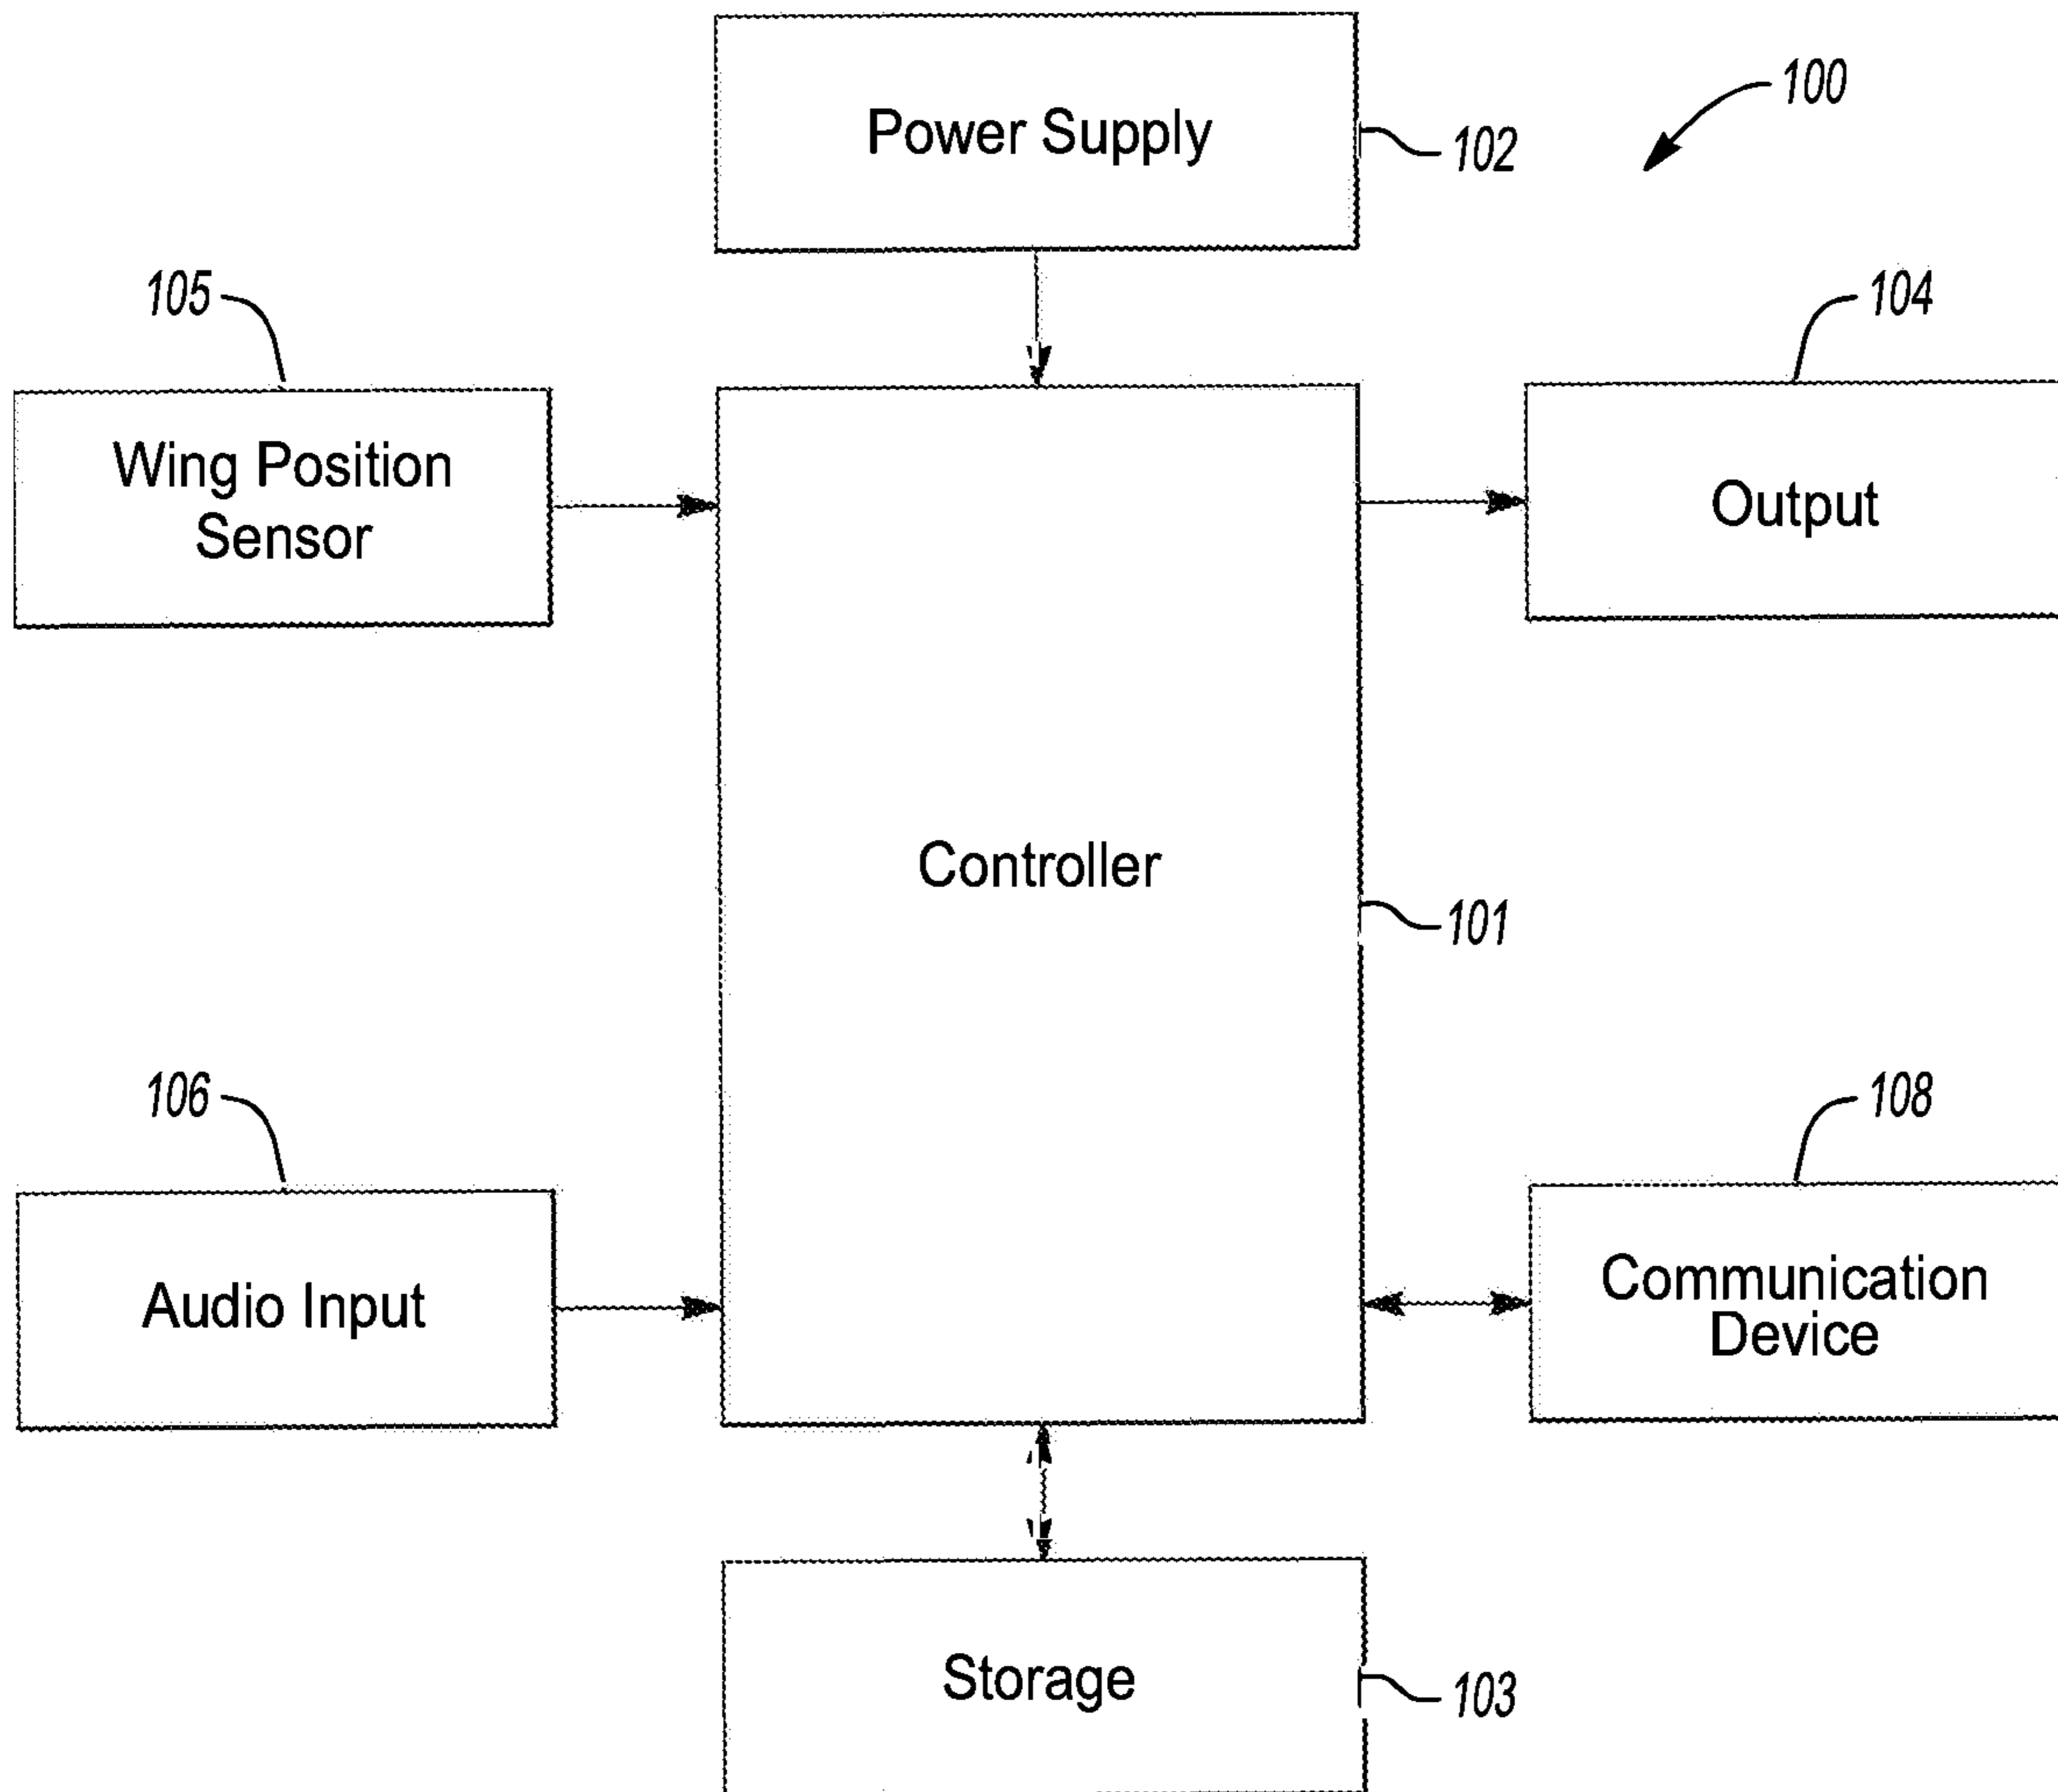 Power Supply
102
100
105
104
Wing Position
Sensor
Output
Controller
101
106
108
Audio Input
Communication
Device
Storage
103